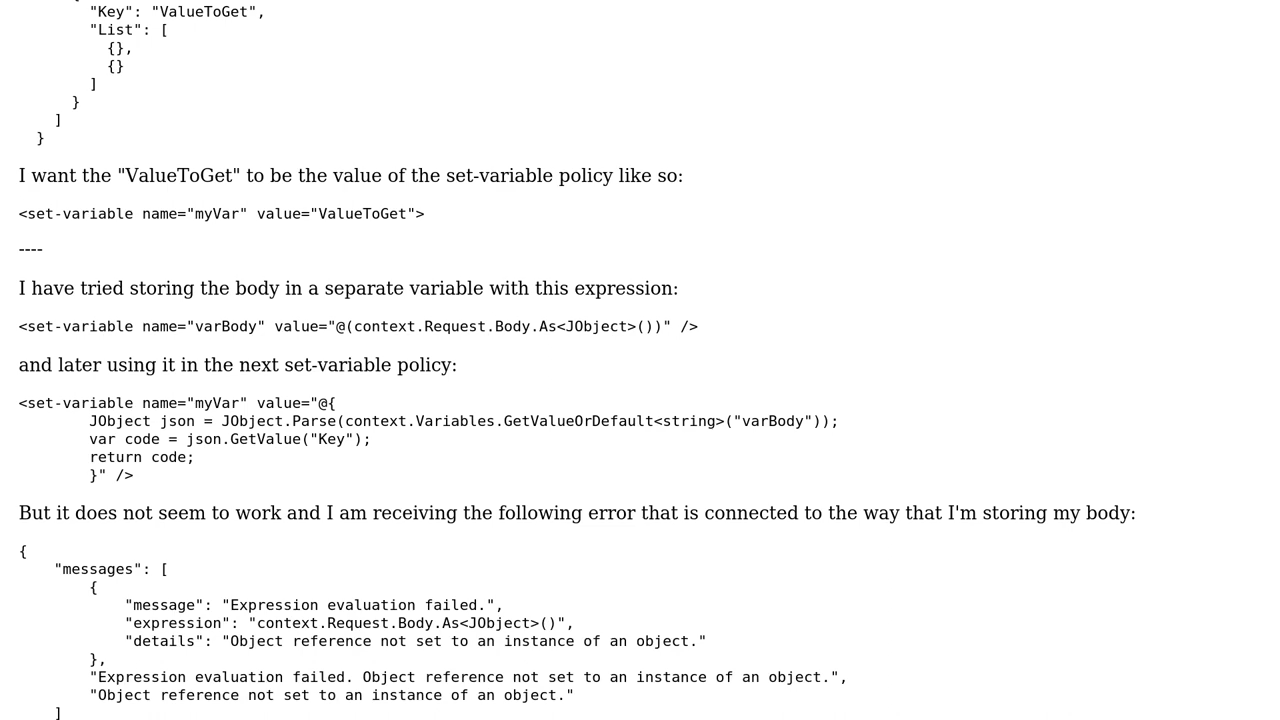 "Key": "ValueToGet",
"List": [
{},
{}
]
}
]
}
I want the "ValueToGet" to be the value of the set-variable policy like so:
<set-variable name="myVar" value="ValueToGet">
----
I have tried storing the body in a separate variable with this expression:
<set-variable name="varBody" value="@(context.Request.Body.As<JObject>())" />
and later using it in the next set-variable policy:
<set-variable name="myVar" value="@{
JObject json = JObject.Parse(context.Variables.GetValueOrDefault<string>("varBody"));
var code = json.GetValue("Key");
return code;
}" />
But it does not seem to work and I am receiving the following error that is connected to the way that I'm storing my body:
{
"messages": [
{
"message": "Expression evaluation failed.",
"expression": "context.Request.Body.As<JObject>()",
"details": "Object reference not set to an instance of an object."
},
"Expression evaluation failed. Object reference not set to an instance of an object.",
"Object reference not set to an instance of an object."
]